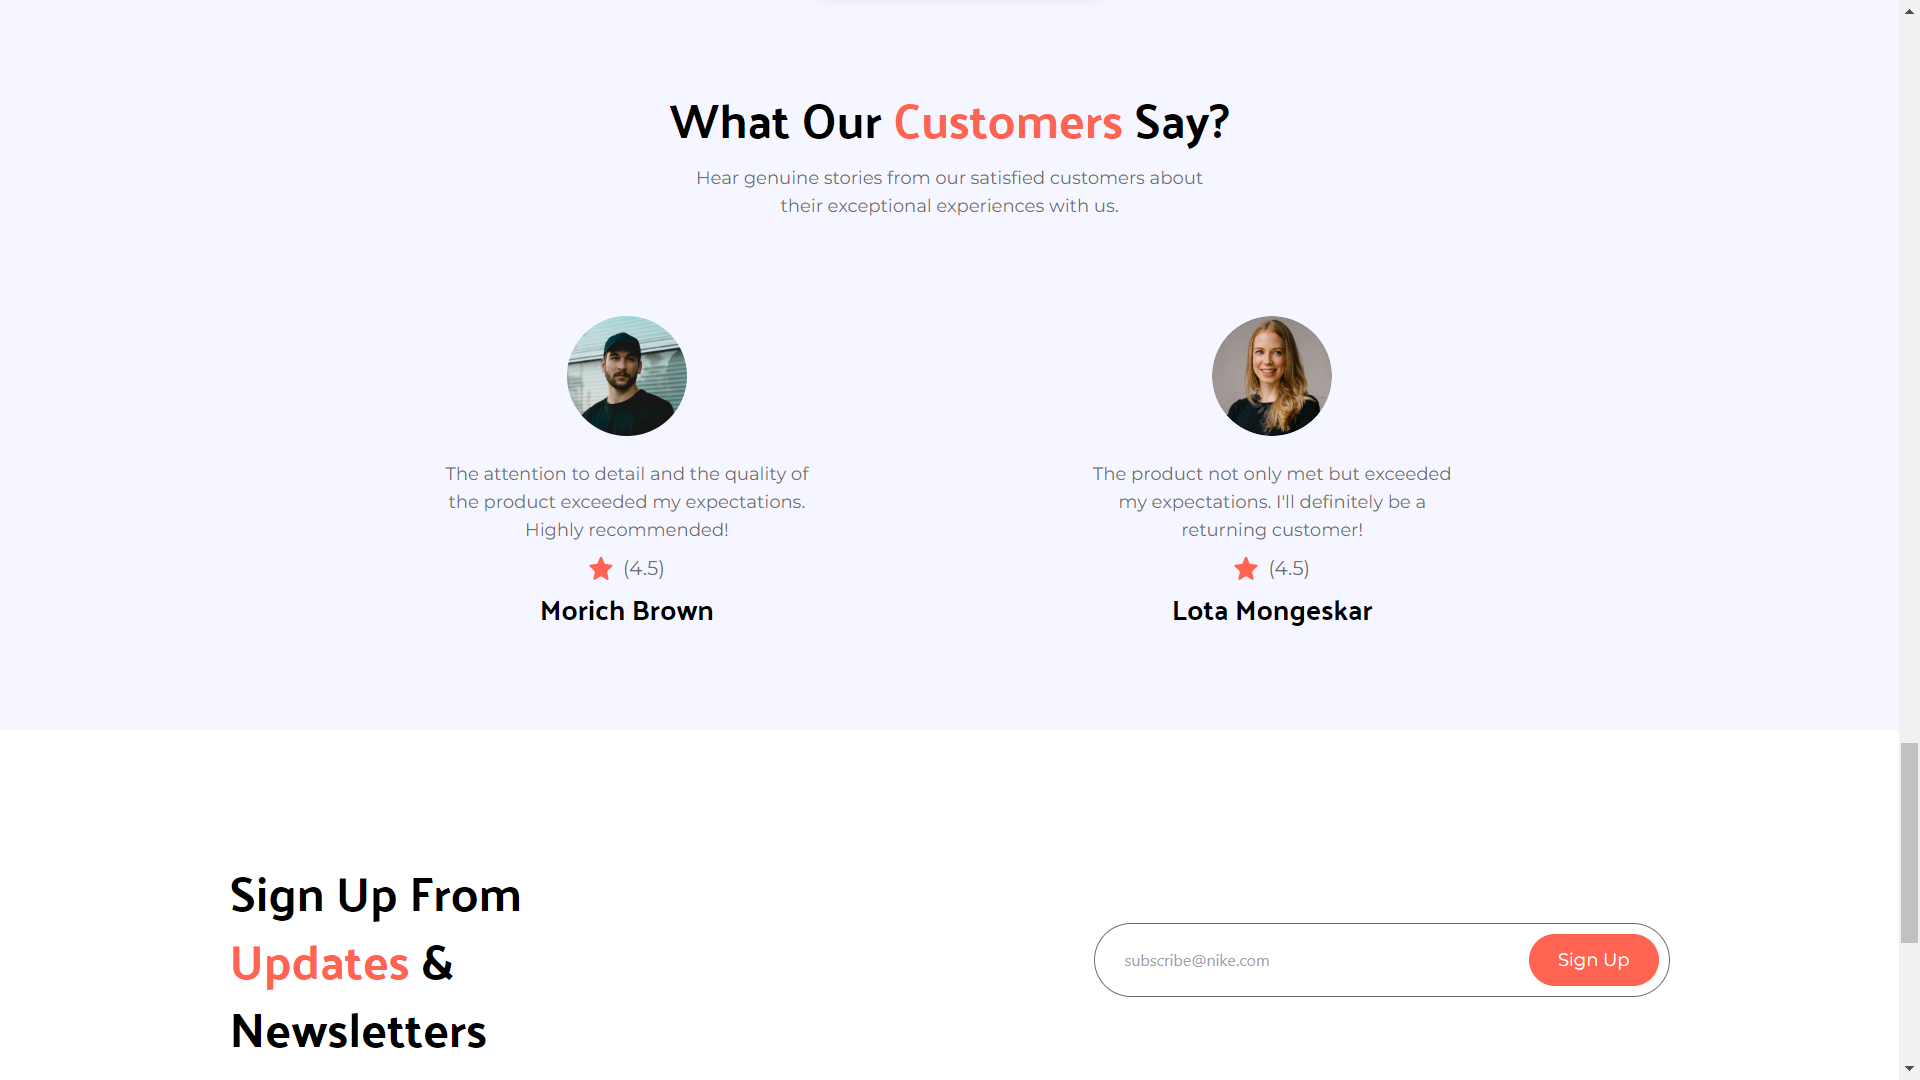 What Our Customers Say?
Hear genuine stories from our satisfied customers about
their exceptional experiences with us.
The attention to detail and the quality of
the product exceeded my expectations.
Highly recommended!
(4.5)
Morich Brown
The product not only met but exceeded
my expectations. I'll definitely be a
returning customer!
(4.5)
Lota Mongeskar
Sign Up From
Updates &
Newsletters
subscribe@nike.com
Sign Up